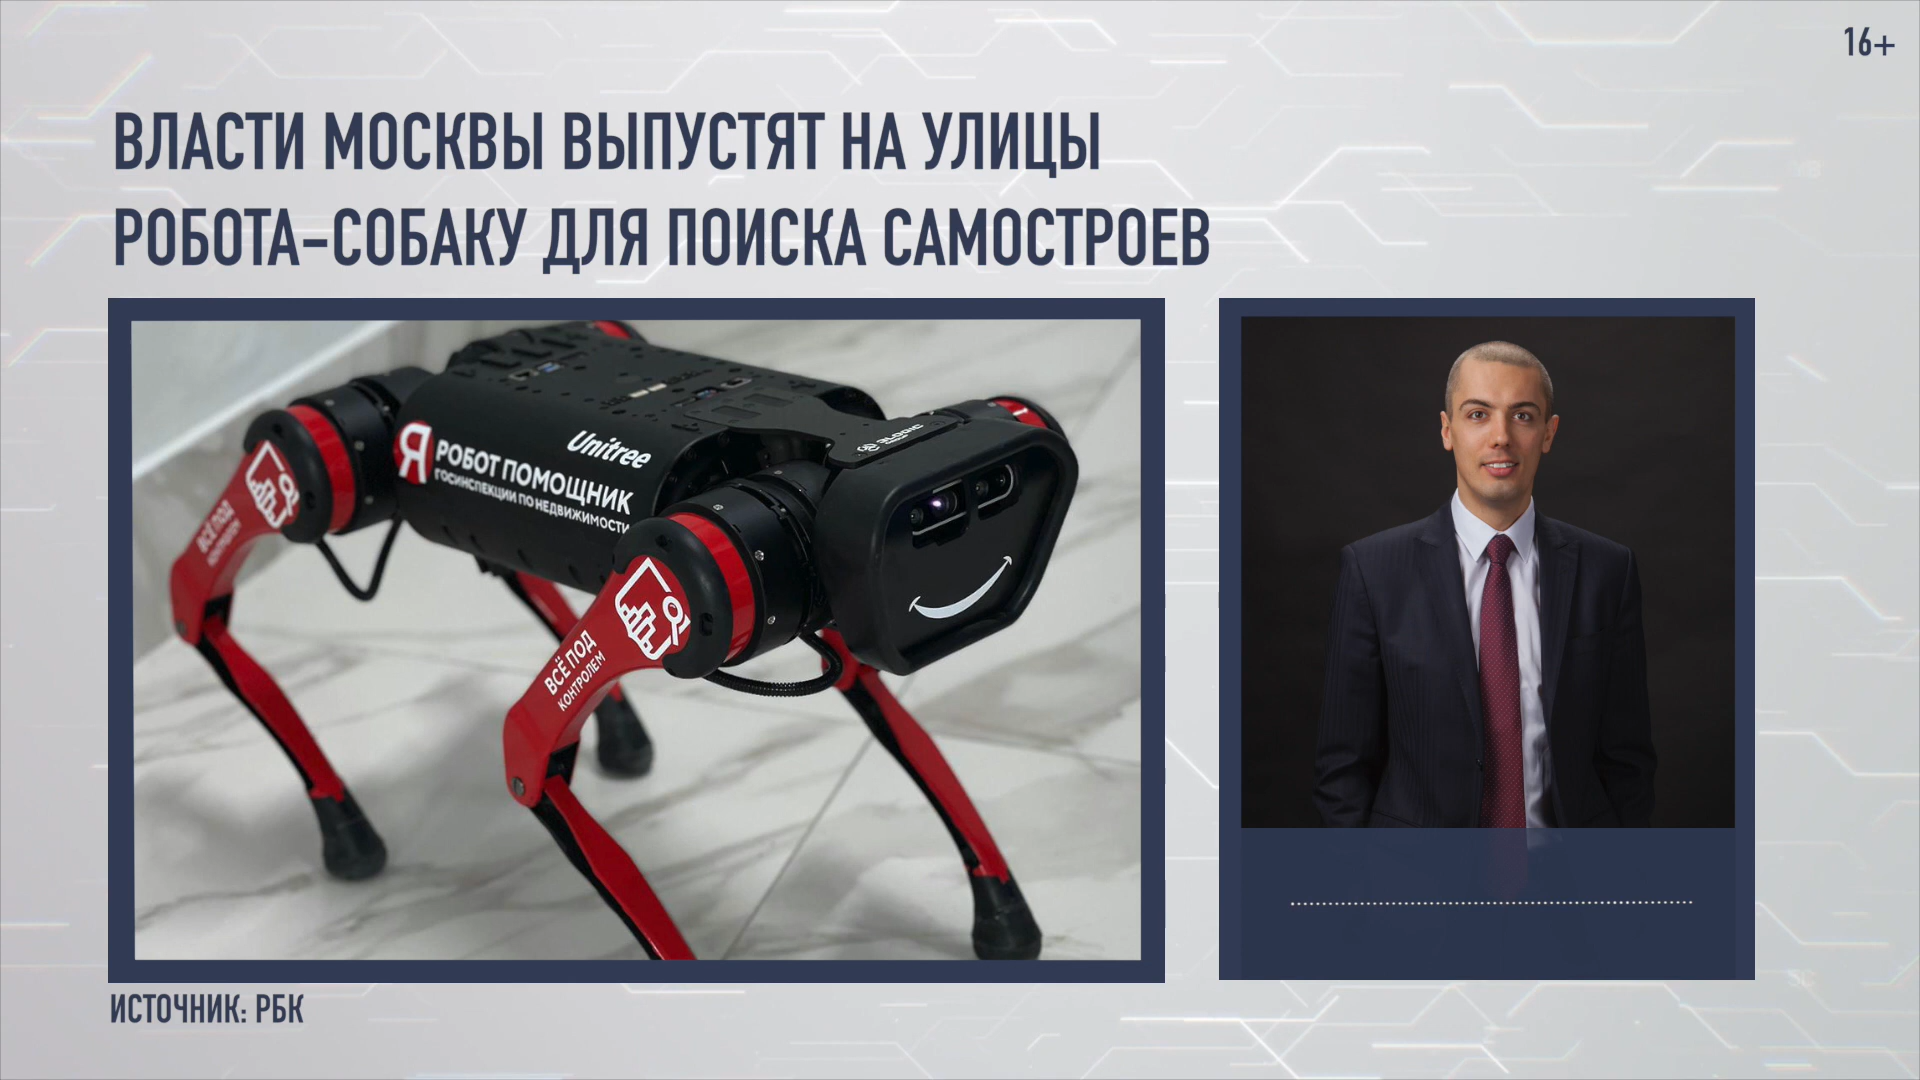 16+
ВЛАСТИ МОСКВЫ ВЫПУСТЯТ НА УЛИЦЫ
РОБОТА-СОБАКУ ДЛЯ ПОИСКА САМОСТРОЕВ
Unitree
Я РОБОТ ПОМОЩНИК
ГОСИНСПЕКЦИИ ПО НЕДВИЖИМОСТИ
ВСЁ ПОД
КОНТРОЛЕМ
ВСЁ ПОД
КОНТРОЛЕМ
ИСТОЧНИК: РБК